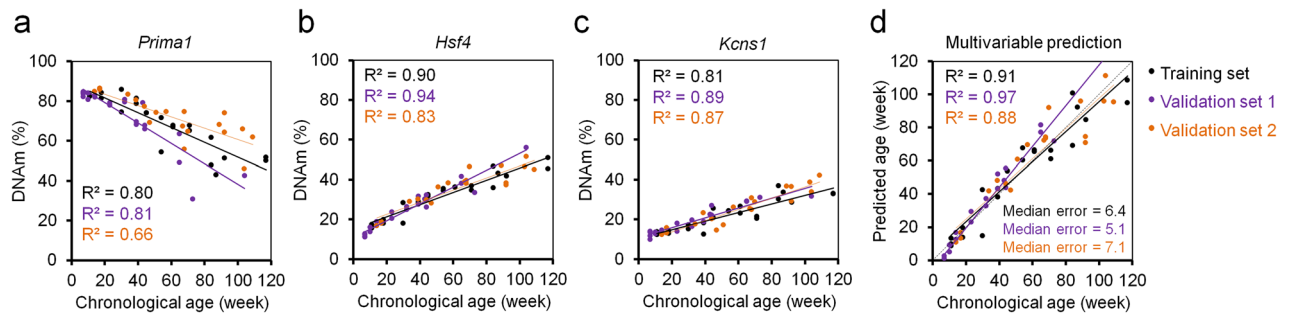 a
Prima1
DNAm (%)
100
80
60
40
20
0
R² = 0.80
R² = 0.81
R² = 0.66
0 20 40 60 80 100 120
Chronological age (week)
b
Hsf4
DNAm (%)
100
80
60
40
20
0
R² = 0.90
R² = 0.94
R² = 0.83
0 20 40 60 80 100 120
Chronological age (week)
c
Kcns1
DNAm (%)
100
80
60
40
20
0
R² = 0.81
R² = 0.89
R² = 0.87
0 20 40 60 80 100 120
Chronological age (week)
d
Multivariable prediction
Predicted age (week)
120
100
80
60
40
20
0
R² = 0.91
R² = 0.97
R² = 0.88
Median error = 6.4
Median error = 5.1
Median error = 7.1
0 20 40 60 80 100 120
Chronological age (week)
Training set
Validation set 1
Validation set 2